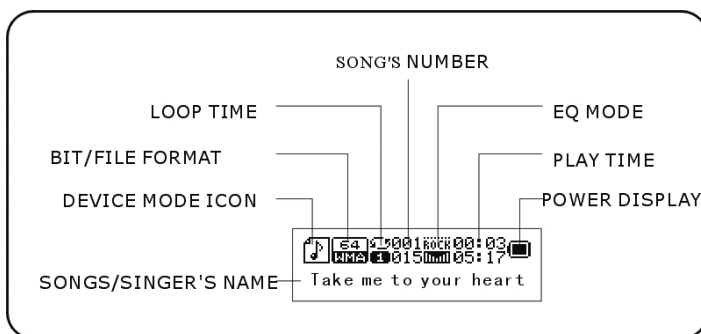 SONG'S NUMBER
LOOP TIME
EQ MODE
BIT/FILE FORMAT
PLAY TIME
DEVICE MODE ICON
POWER DISPLAY
64 001 ROCK 00:03
WMA 1 015 05:17
SONGS/SINGER'S NAME
Take me to your heart